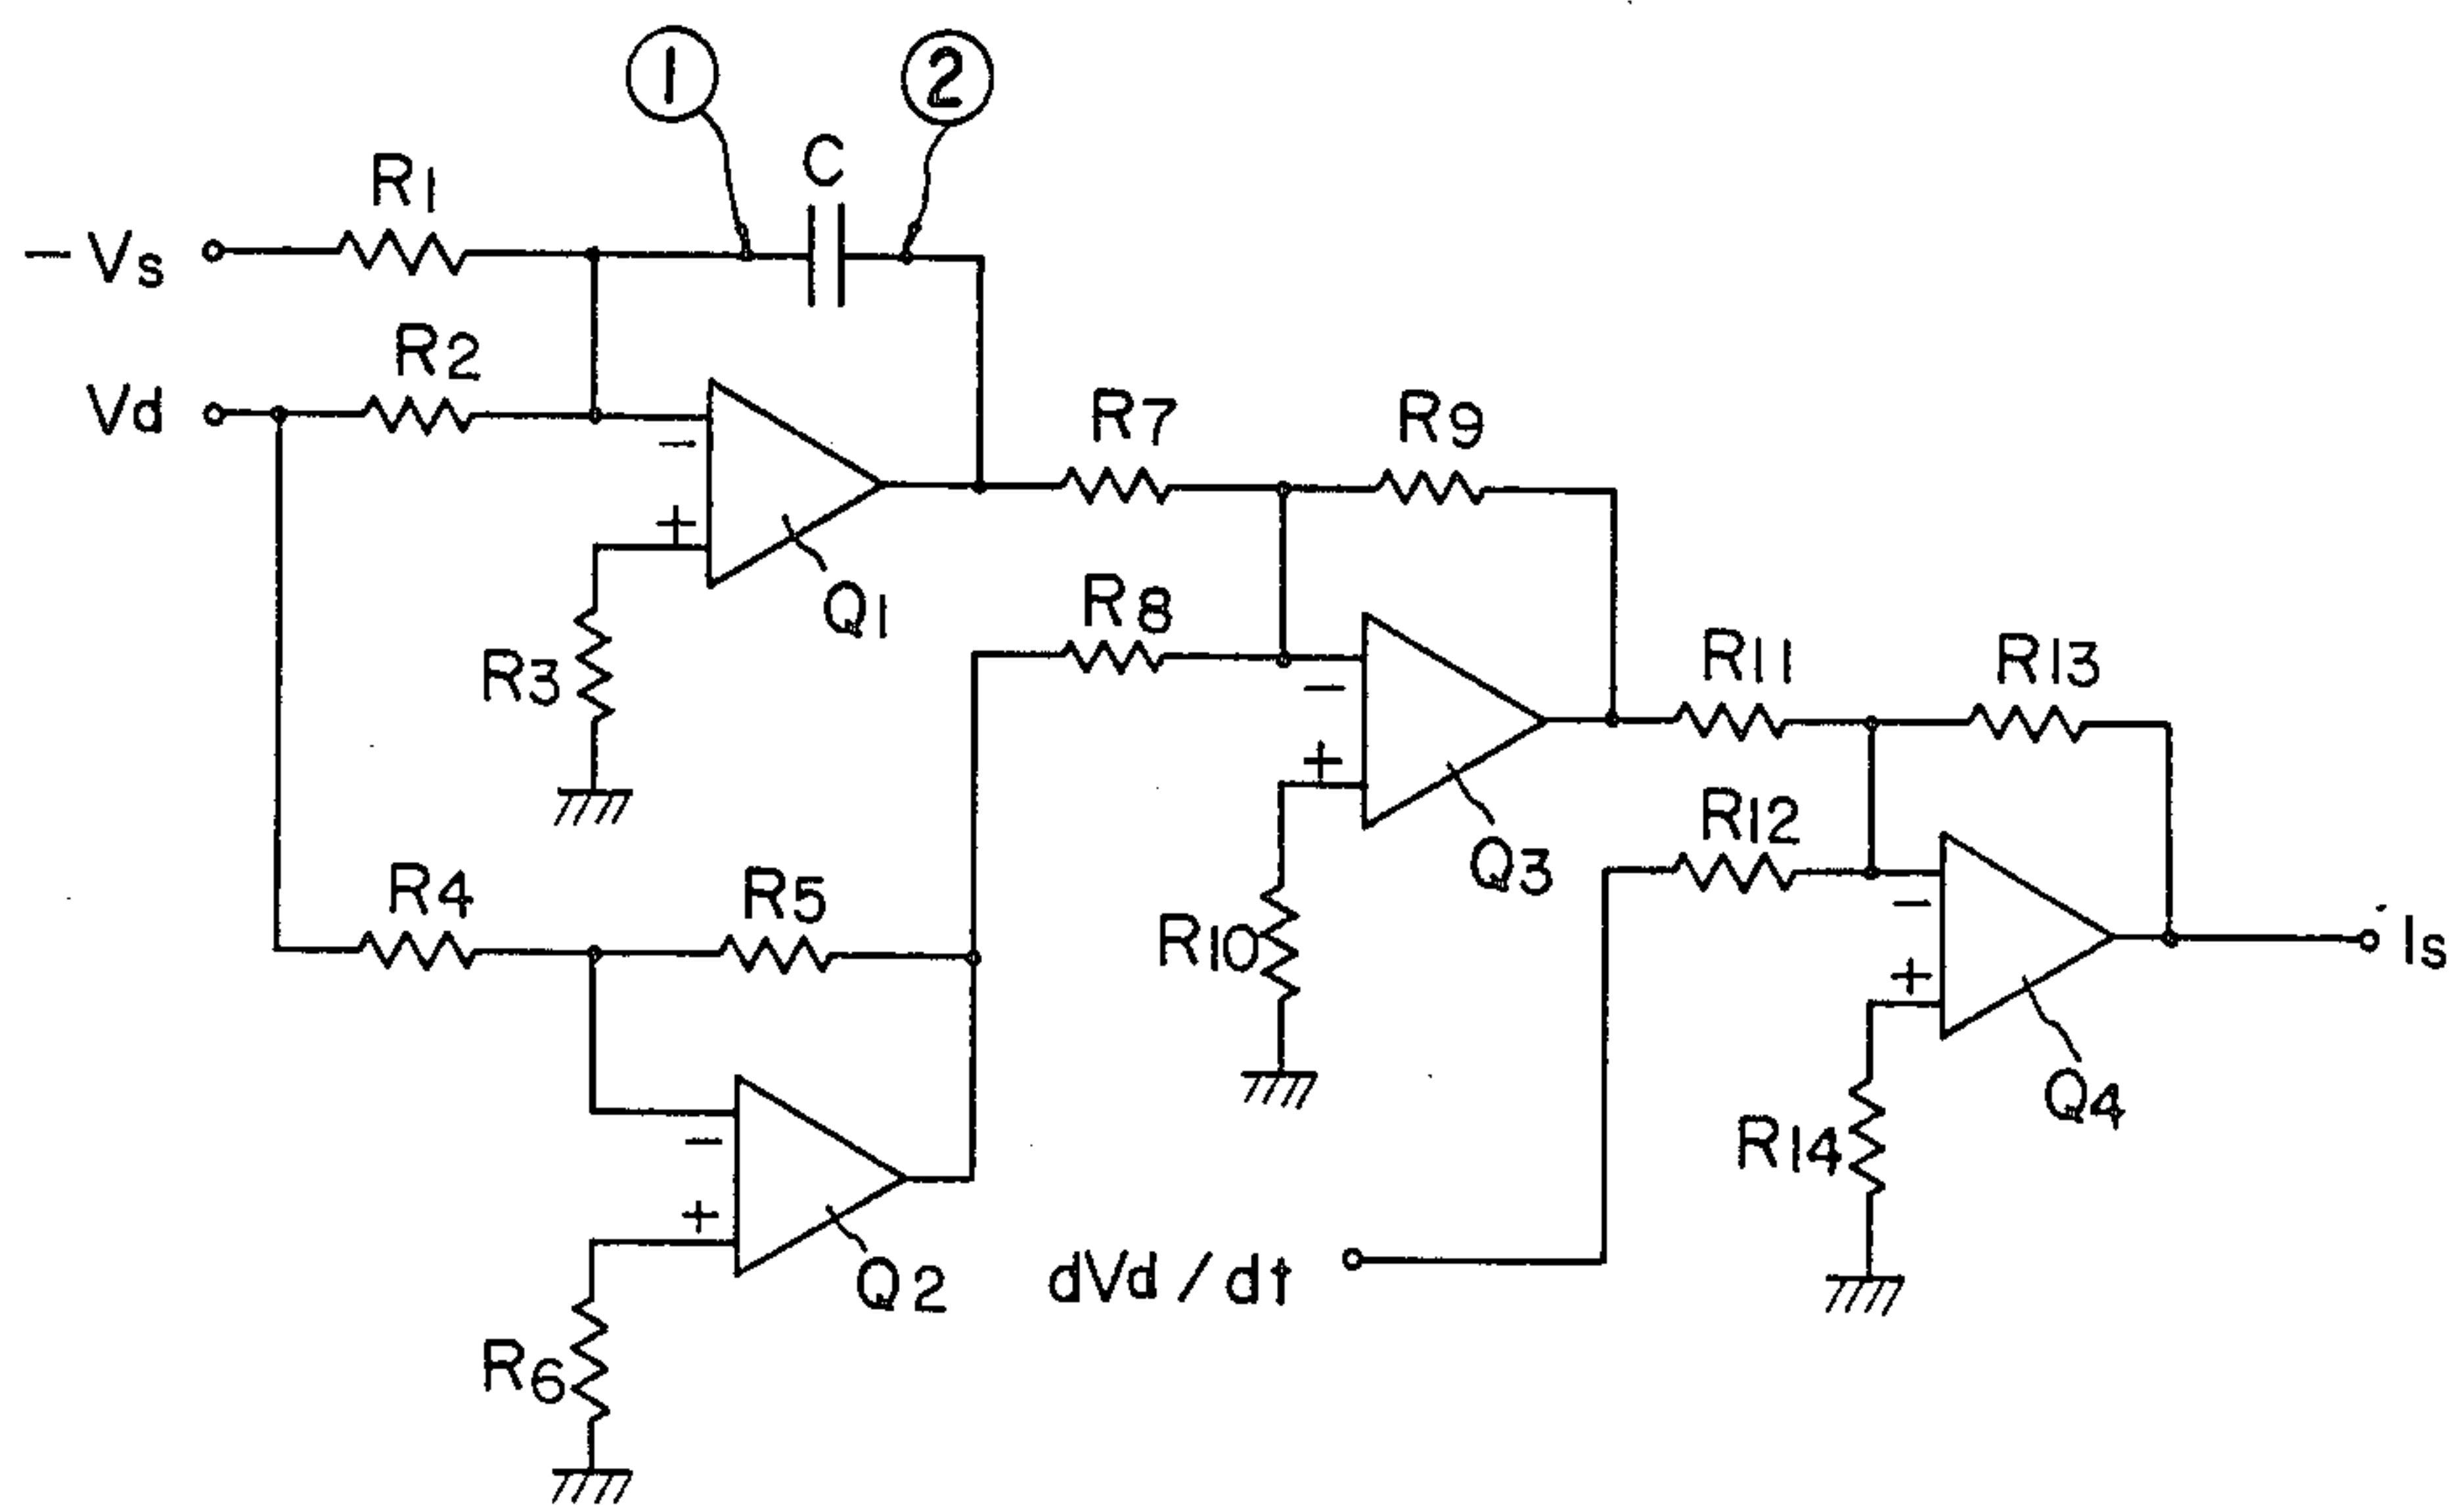 1
2
C
R1
− Vs
R2
Vd
−
+
Q1
R3
R7
R9
R8
−
+
Q3
R10
R11
R13
R12
−
+
Q4
R14
Is
R4
R5
−
+
Q2
R6
dVd / dt